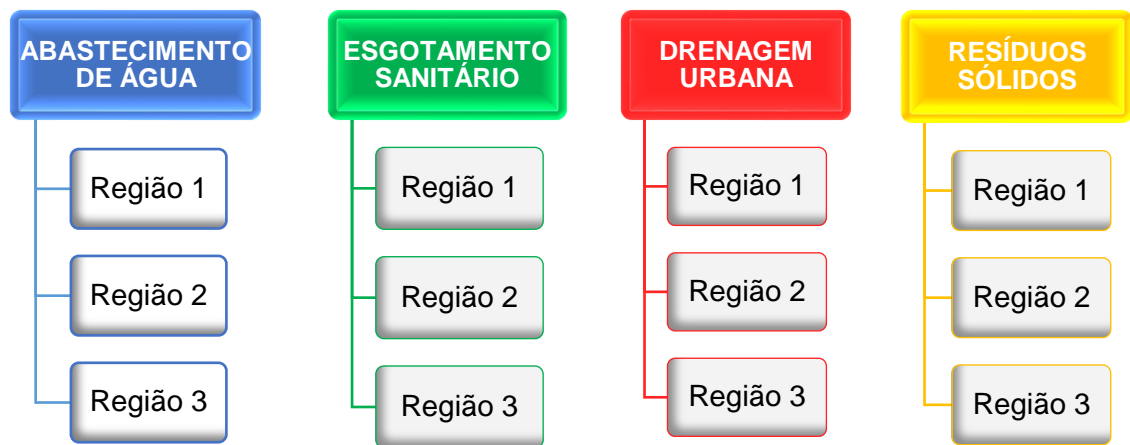 ABASTECIMENTO
DE ÁGUA
Região 1
Região 2
Região 3
ESGOTAMENTO
SANITÁRIO
Região 1
Região 2
Região 3
DRENAGEM
URBANA
Região 1
Região 2
Região 3
RESÍDUOS
SÓLIDOS
Região 1
Região 2
Região 3